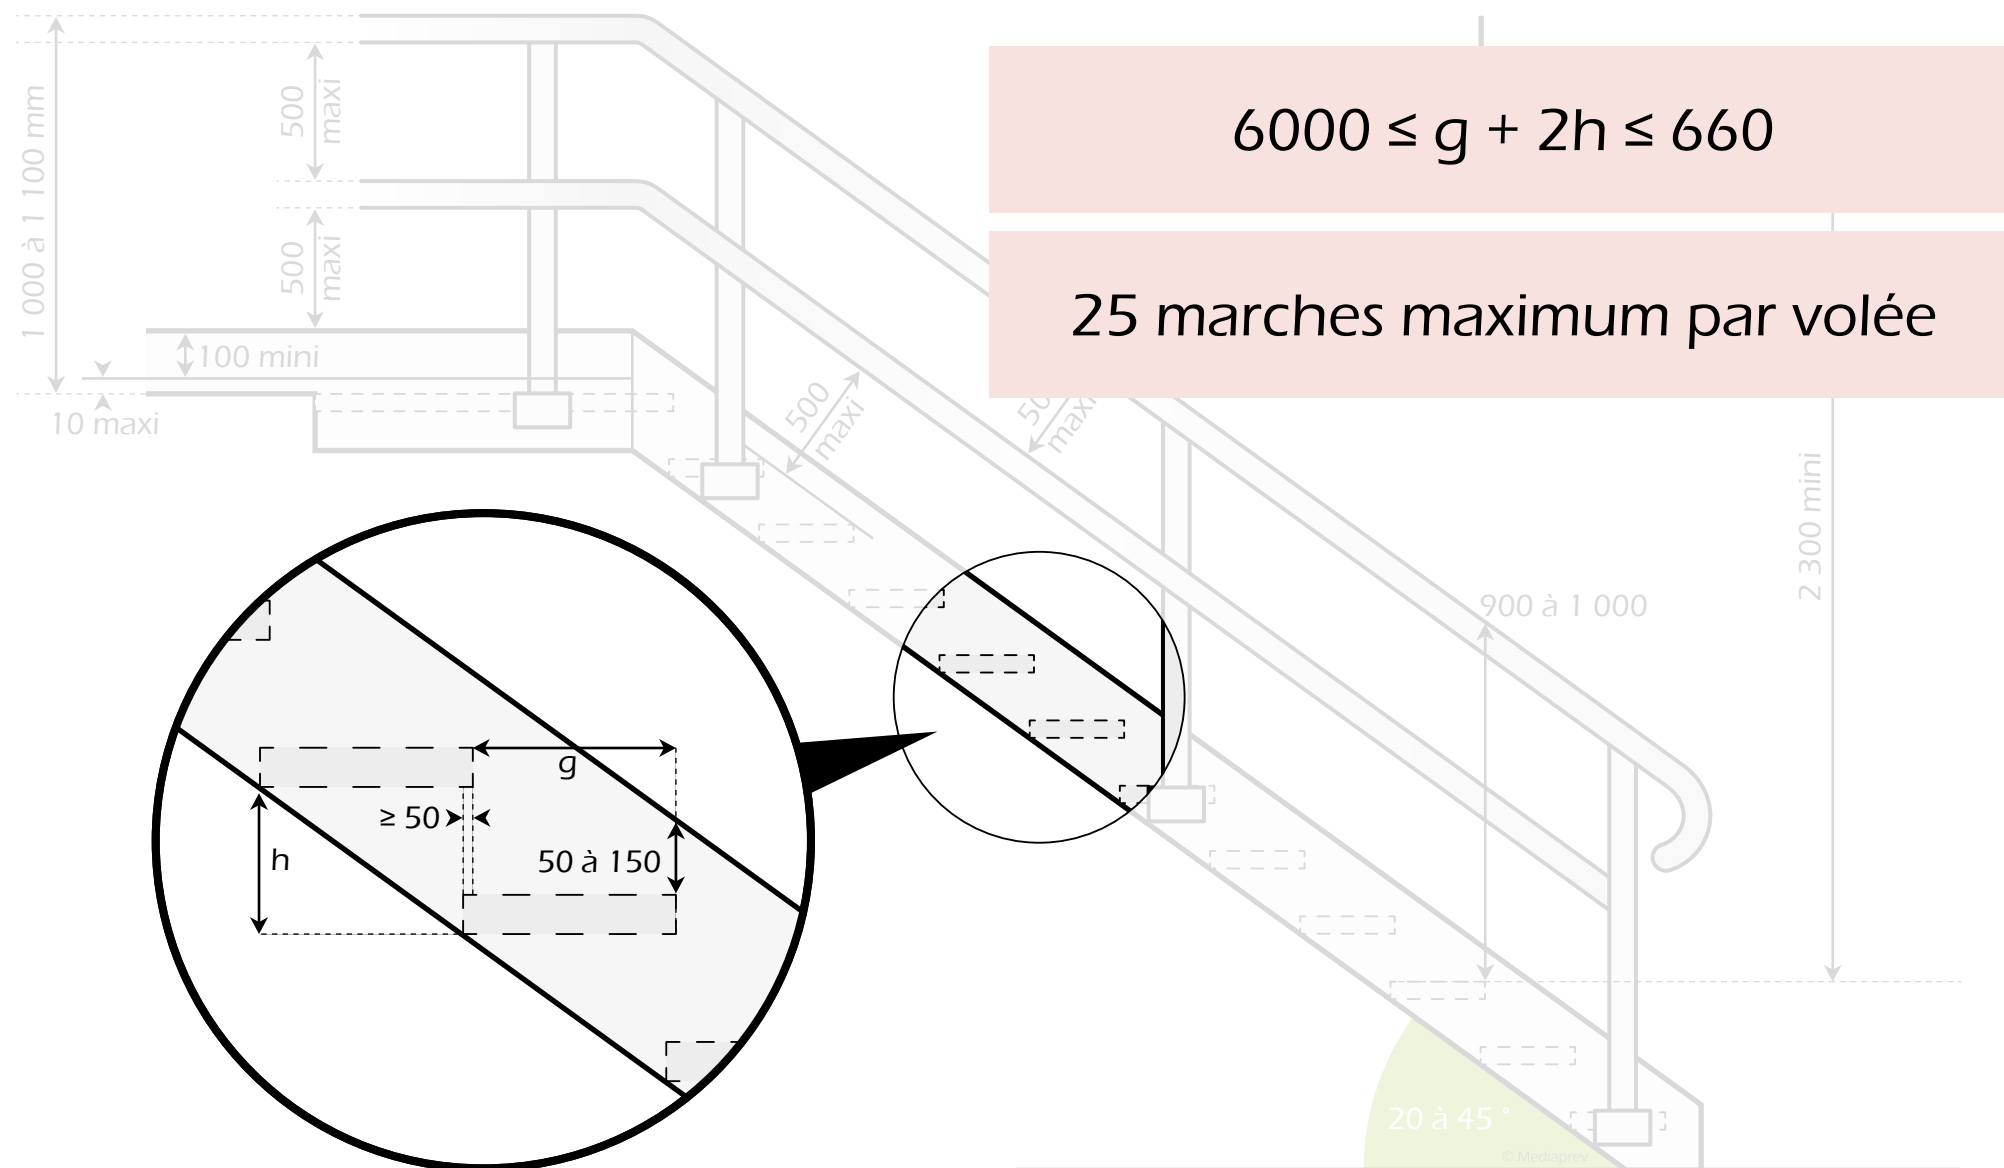 1 000 à 1 100 mm
500
maxi
500
maxi
100 mini
10 maxi
6000 ≤ g + 2h ≤ 660
25 marches maximum par volée
500
maxi
2 300 mini
900 à 1 000
g
≥ 50
h
50 à 150
20 à 45 °
© Mediaprev